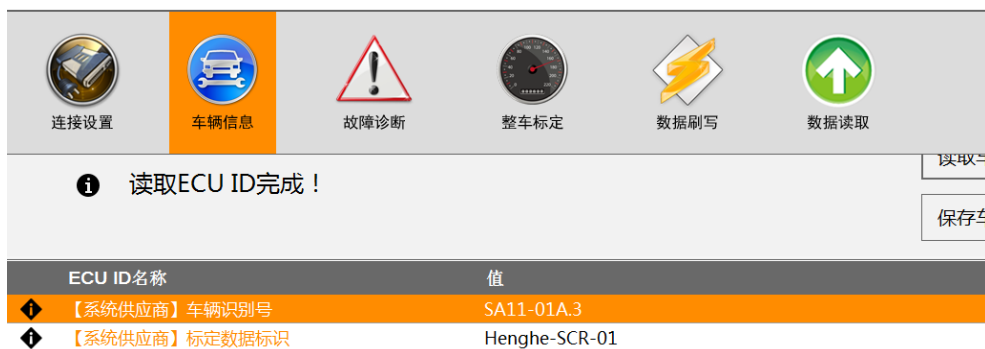 连接设置
车辆信息
故障诊断
整车标定
数据刷写
数据读取
读取ECU ID完成！
读取
保存
ECU ID名称 值
【系统供应商】车辆识别号 SA11-01A.3
【系统供应商】标定数据标识 Henghe-SCR-01